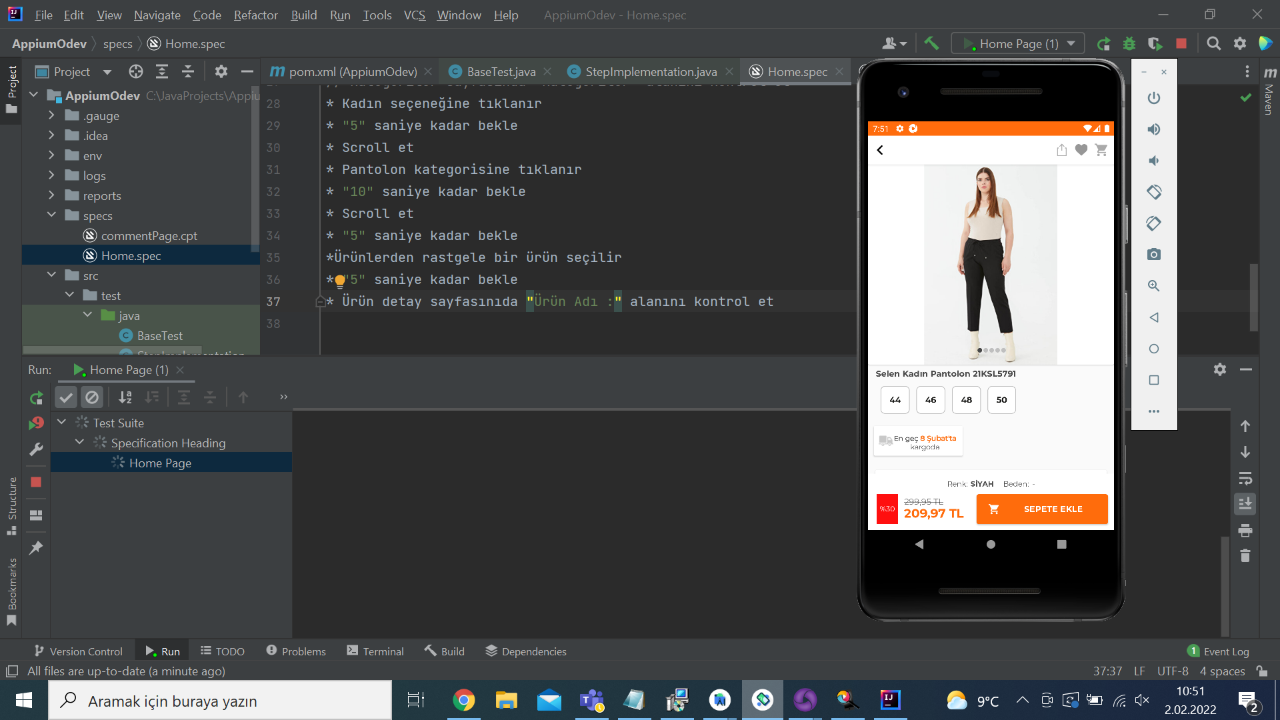 File Edit View Navigate Code Refactor Build Run Tools VCS Window Help AppiumOdev - Home.spec
AppiumOdev specs Home.spec Home Page (1)
Project
Project
pom.xml (AppiumOdev) BaseTest.java StepImplementation.java Home.spec
AppiumOdev C:\JavaProjects\Appiu
.gauge
.idea
env
logs
reports
specs
commentPage.cpt
Home.spec
src
test
java
BaseTest
StepImplementation
28 * Kadın seçeneğine tıklanır
29 * "5" saniye kadar bekle
30 * Scroll et
31 * Pantolon kategorisine tıklanır
32 * "10" saniye kadar bekle
33 * Scroll et
34 * "5" saniye kadar bekle
35 *Ürünlerden rastgele bir ürün seçilir
36 * "5" saniye kadar bekle
37 * Ürün detay sayfasınıda "Ürün Adı :" alanını kontrol et
38
Maven
7:51
Selen Kadın Pantolon 21KSL5791
44 46 48 50
En geç 8 Şubat'ta
kargoda
Renk: SİYAH Beden: -
%30
299,95 TL
209,97 TL
SEPETE EKLE
Run: Home Page (1)
Test Suite
Specification Heading
Home Page
Structure
Bookmarks
Version Control Run TODO Problems Terminal Build Dependencies 1 Event Log
All files are up-to-date (a minute ago) 37:37 LF UTF-8 4 spaces
Aramak için buraya yazın
9°C
10:51
2.02.2022
2